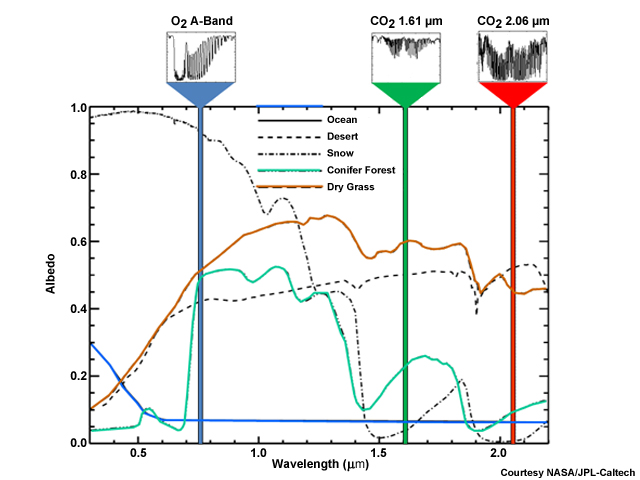 O2 A-Band
CO2 1.61 µm
CO2 2.06 µm
1.0
0.8
0.6
0.4
0.2
0.0
Albedo
Ocean
Desert
Snow
Conifer Forest
Dry Grass
0.5
1.0
1.5
2.0
Wavelength (µm)
Courtesy NASA/JPL-Caltech